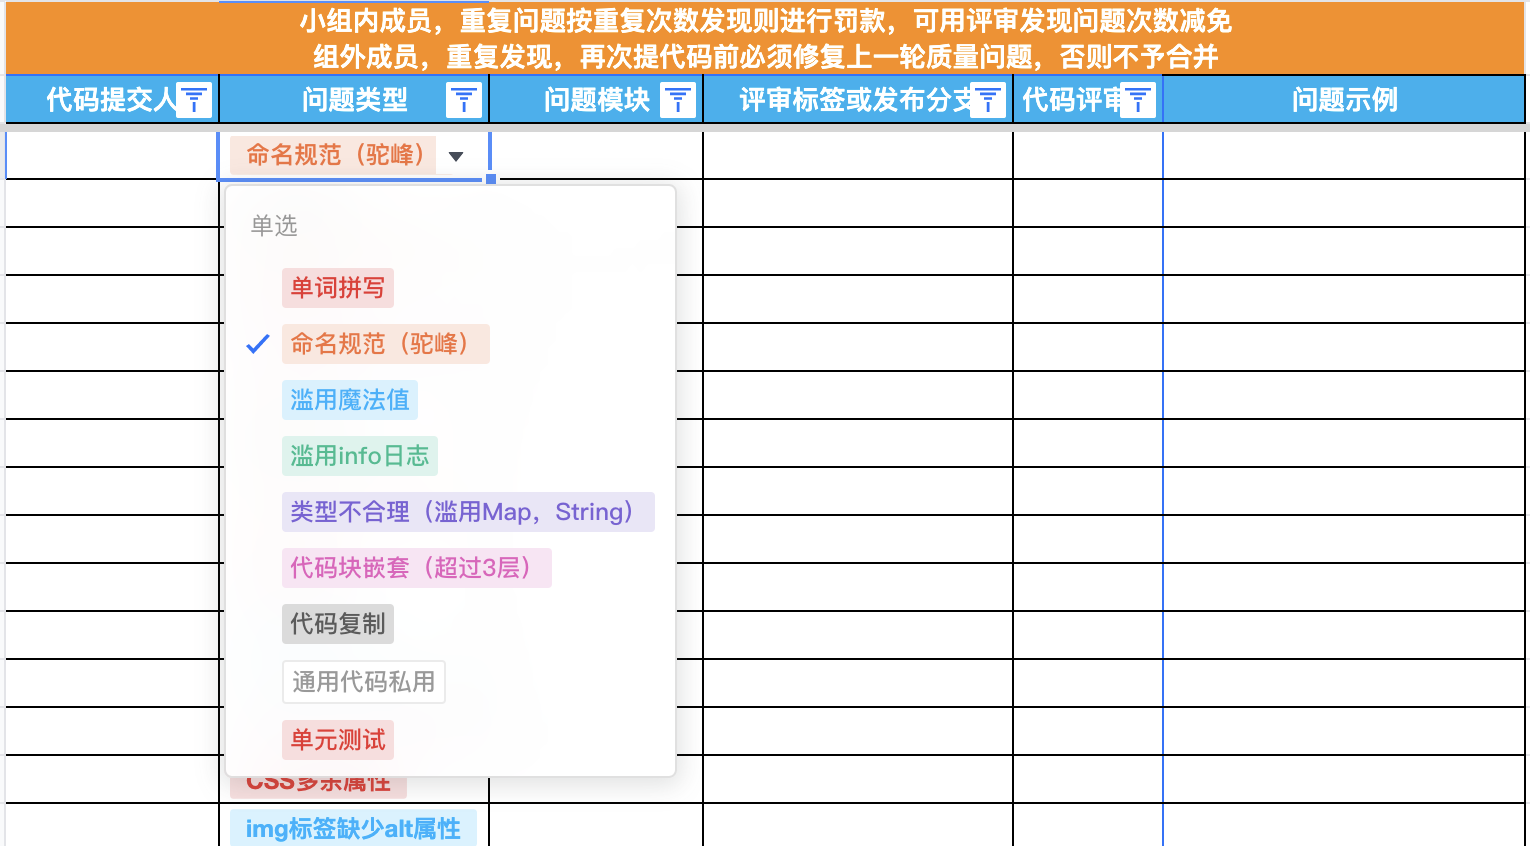 小组内成员，重复问题按重复次数发现则进行罚款，可用评审发现问题次数减免
组外成员，重复发现，再次提代码前必须修复上一轮质量问题，否则不予合并
代码提交人 问题类型 问题模块 评审标签或发布分支 代码评审 问题示例
命名规范（驼峰）
单选
单词拼写
命名规范（驼峰）
滥用魔法值
滥用info日志
类型不合理（滥用Map，String）
代码块嵌套（超过3层）
代码复制
通用代码私用
单元测试
CSS多余属性
img标签缺少alt属性